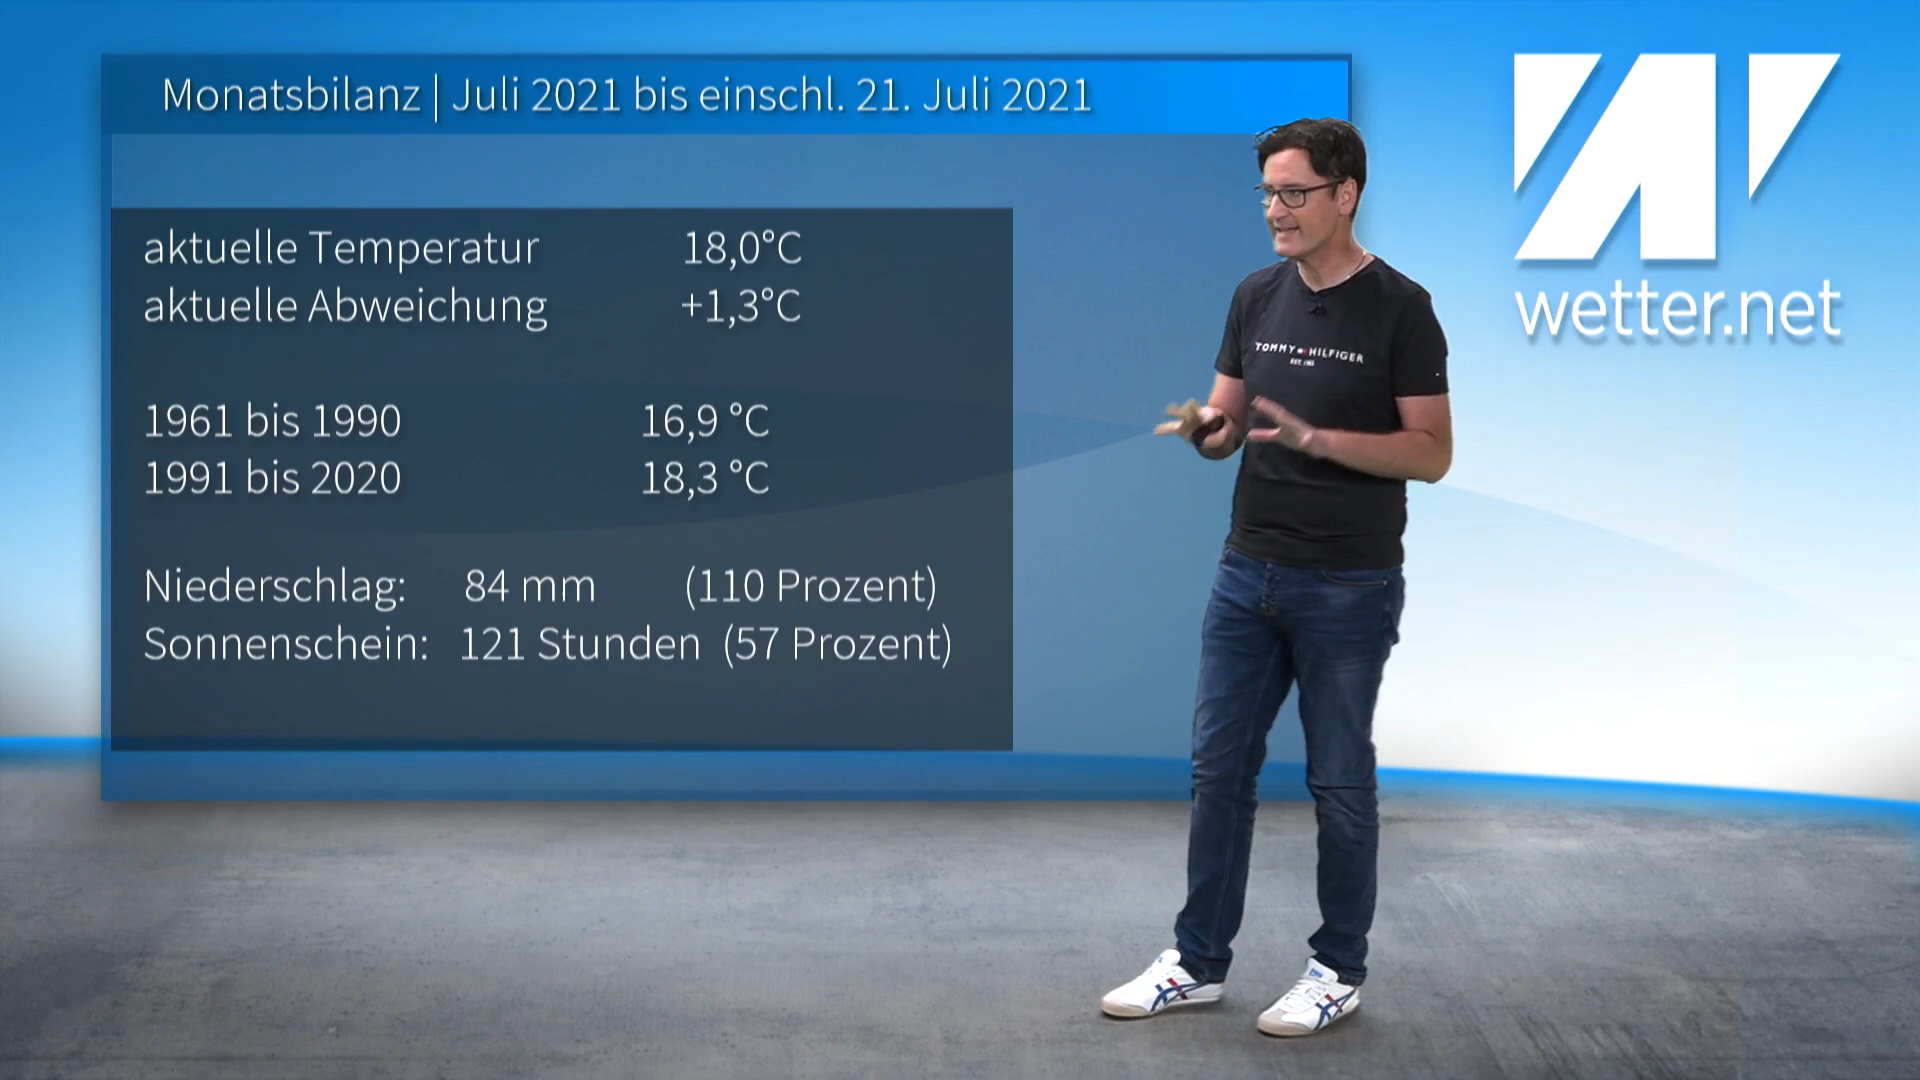 Monatsbilanz | Juli 2021 bis einschl. 21. Juli 2021
aktuelle Temperatur 18,0°C
aktuelle Abweichung +1,3°C
1961 bis 1990 16,9 °C
1991 bis 2020 18,3 °C
Niederschlag: 84 mm (110 Prozent)
Sonnenschein: 121 Stunden (57 Prozent)
wetter.net
TOMMY HILFIGER
EST. 1985